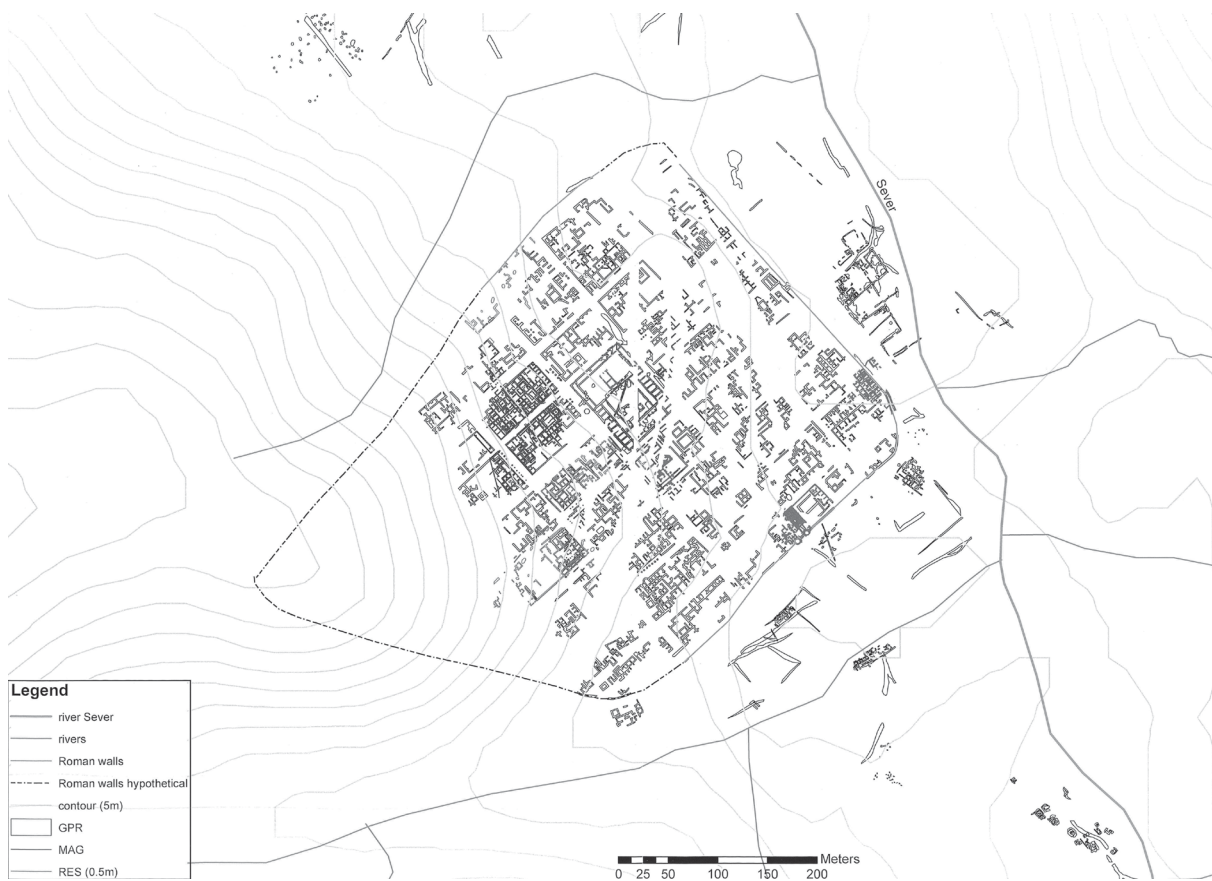 Sever
Legend
river Sever
rivers
Roman walls
Roman walls hypothetical
contour (5m)
GPR
MAG
RES (0.5m)
Meters
0 25 50 100 150 200